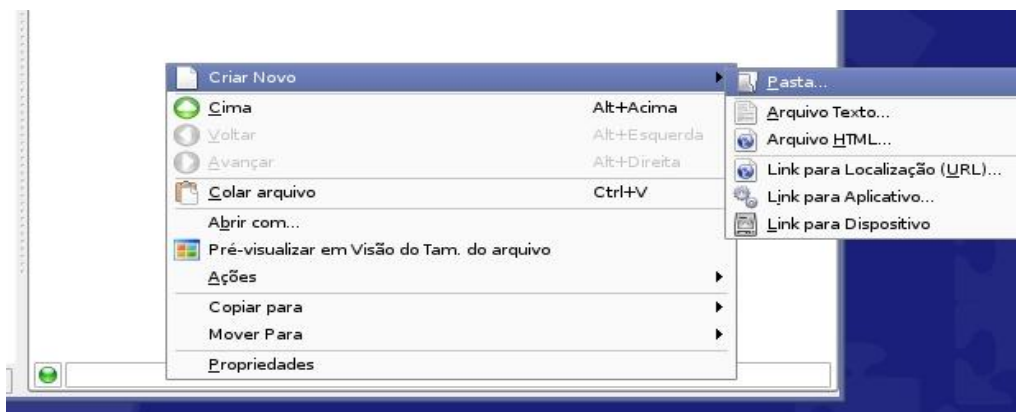 Criar Novo
Cima Alt+Acima
Voltar Alt+Esquerda
Avançar Alt+Direita
Colar arquivo Ctrl+V
Abrir com...
Pré-visualizar em Visão do Tam. do arquivo
Ações
Copiar para
Mover Para
Propriedades
Pasta...
Arquivo Texto...
Arquivo HTML...
Link para Localização (URL)...
Link para Aplicativo...
Link para Dispositivo